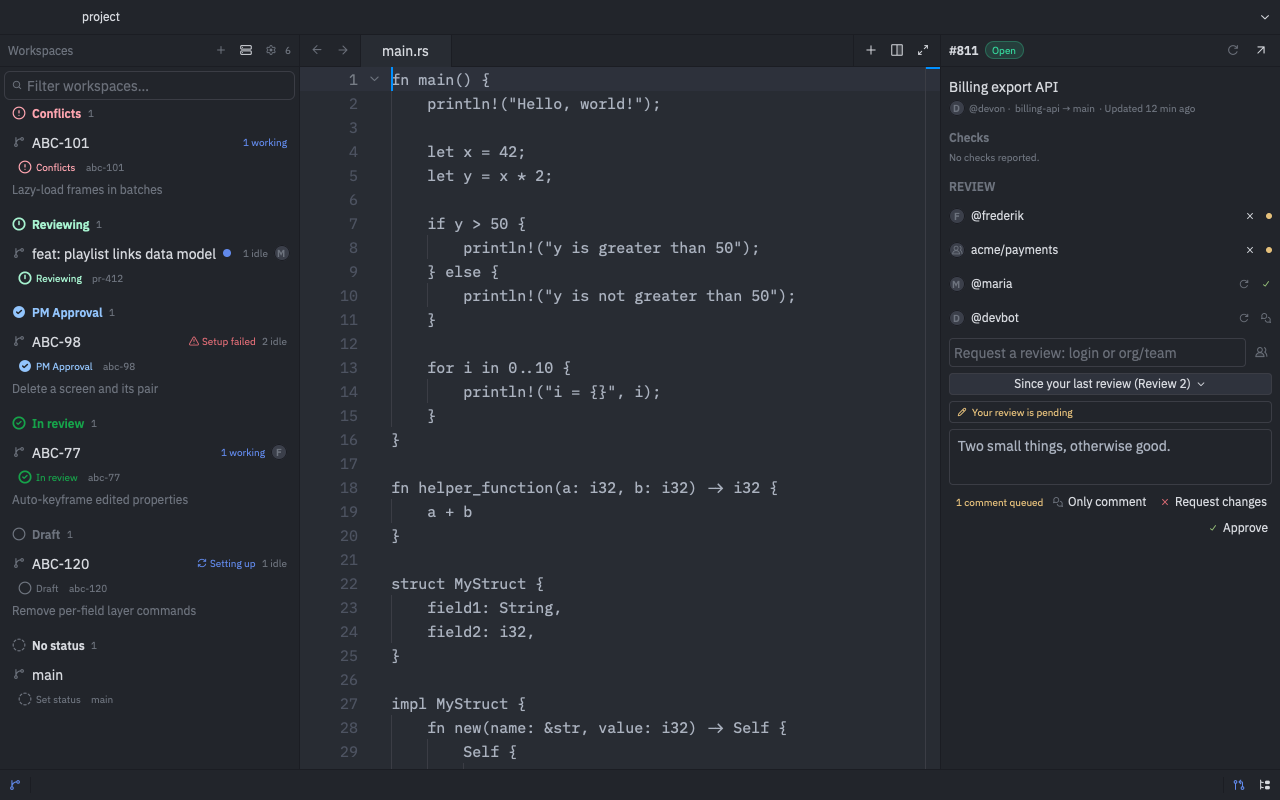 project
Workspaces
6
Filter workspaces...
Conflicts 1
ABC-101 1 working
Conflicts abc-101
Lazy-load frames in batches
Reviewing 1
feat: playlist links data model 1 idle M
Reviewing pr-412
PM Approval 1
ABC-98 Setup failed 2 idle
PM Approval abc-98
Delete a screen and its pair
In review 1
ABC-77 1 working F
In review abc-77
Auto-keyframe edited properties
Draft 1
ABC-120 Setting up 1 idle
Draft abc-120
Remove per-field layer commands
No status 1
main
Set status main
main.rs
1 fn main() {
2     println!("Hello, world!");
3
4     let x = 42;
5     let y = x * 2;
6
7     if y > 50 {
8         println!("y is greater than 50");
9     } else {
10         println!("y is not greater than 50");
11     }
12
13     for i in 0..10 {
14         println!("i = {}", i);
15     }
16 }
17
18 fn helper_function(a: i32, b: i32) -> i32 {
19     a + b
20 }
21
22 struct MyStruct {
23     field1: String,
24     field2: i32,
25 }
26
27 impl MyStruct {
28     fn new(name: &str, value: i32) -> Self {
29         Self {
#811 Open
Billing export API
D @devon · billing-api → main · Updated 12 min ago
Checks
No checks reported.
REVIEW
F @frederik
acme/payments
M @maria
D @devbot
Request a review: login or org/team
Since your last review (Review 2)
Your review is pending
Two small things, otherwise good.
1 comment queued Only comment Request changes
Approve